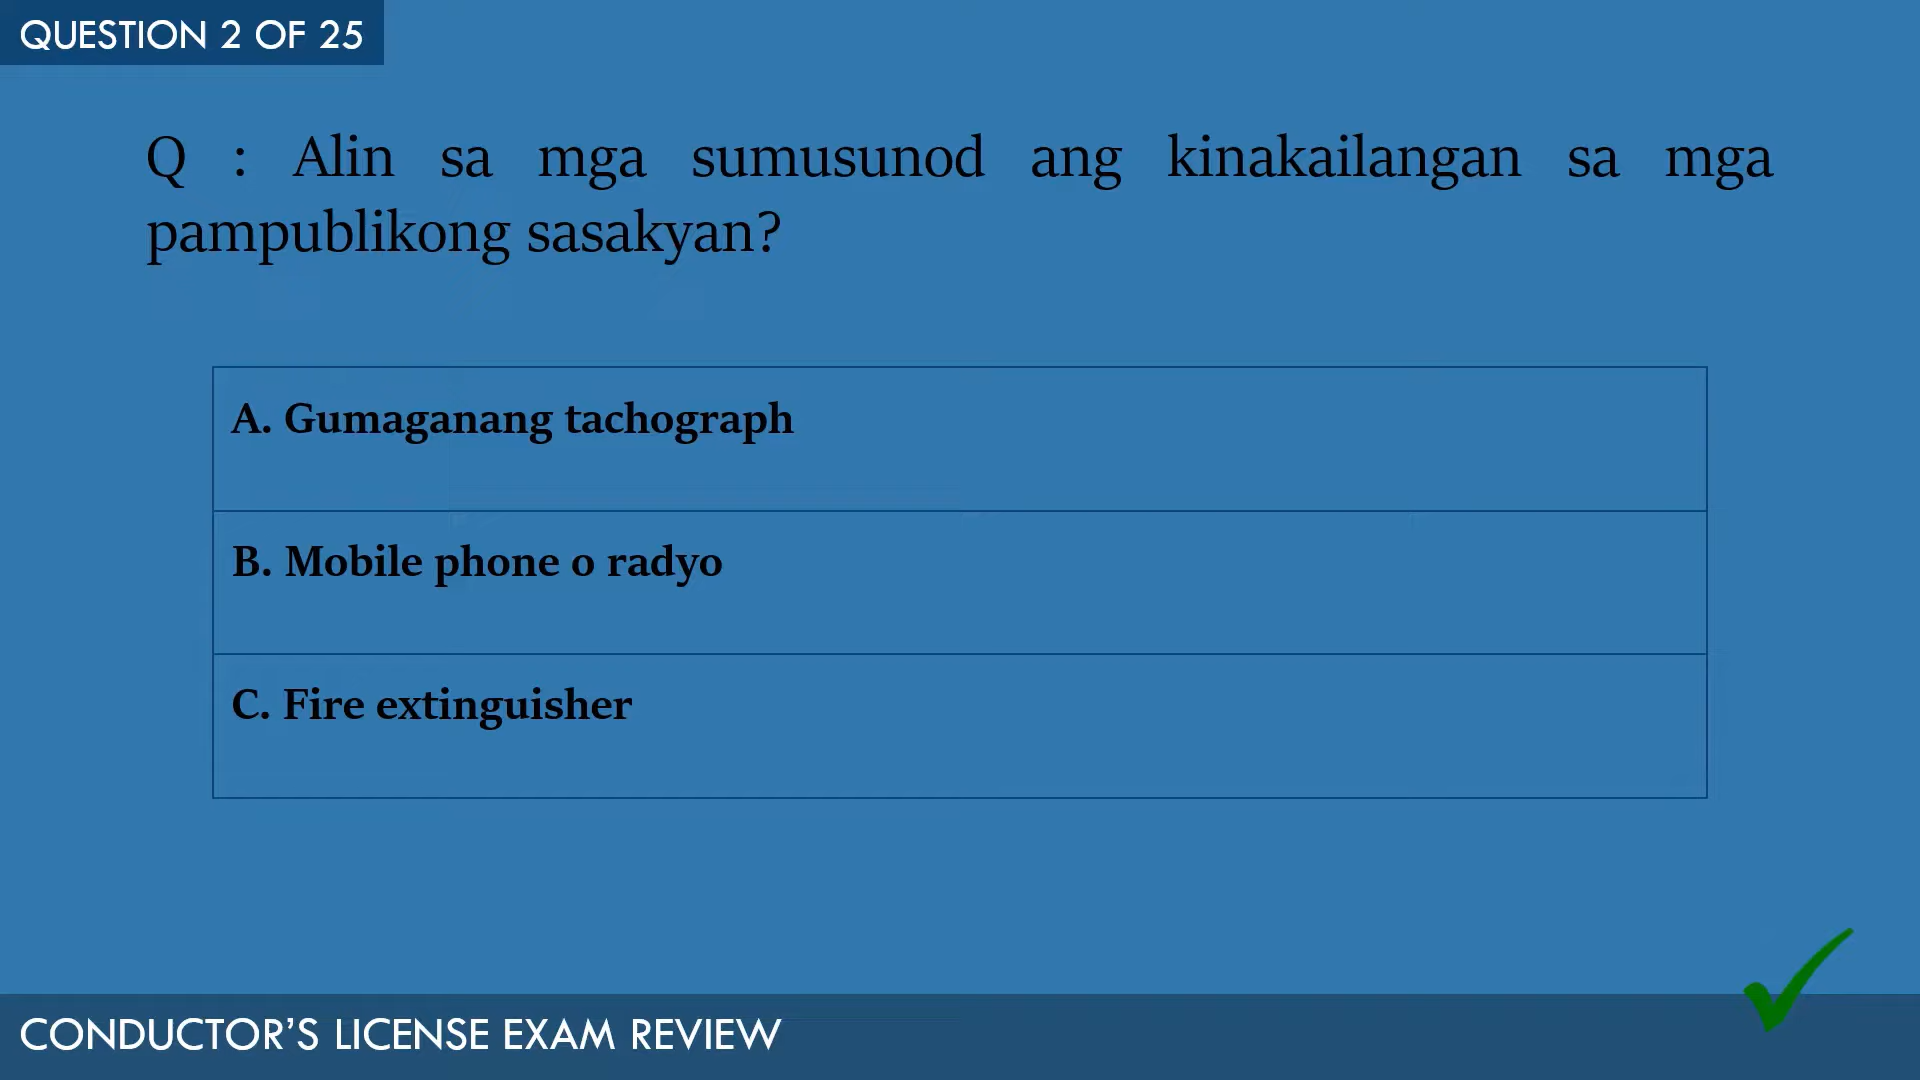 QUESTION 2 OF 25
Q : Alin sa mga sumusunod ang kinakailangan sa mga
pampublikong sasakyan?
A. Gumaganang tachograph
B. Mobile phone o radyo
C. Fire extinguisher
CONDUCTOR’S LICENSE EXAM REVIEW